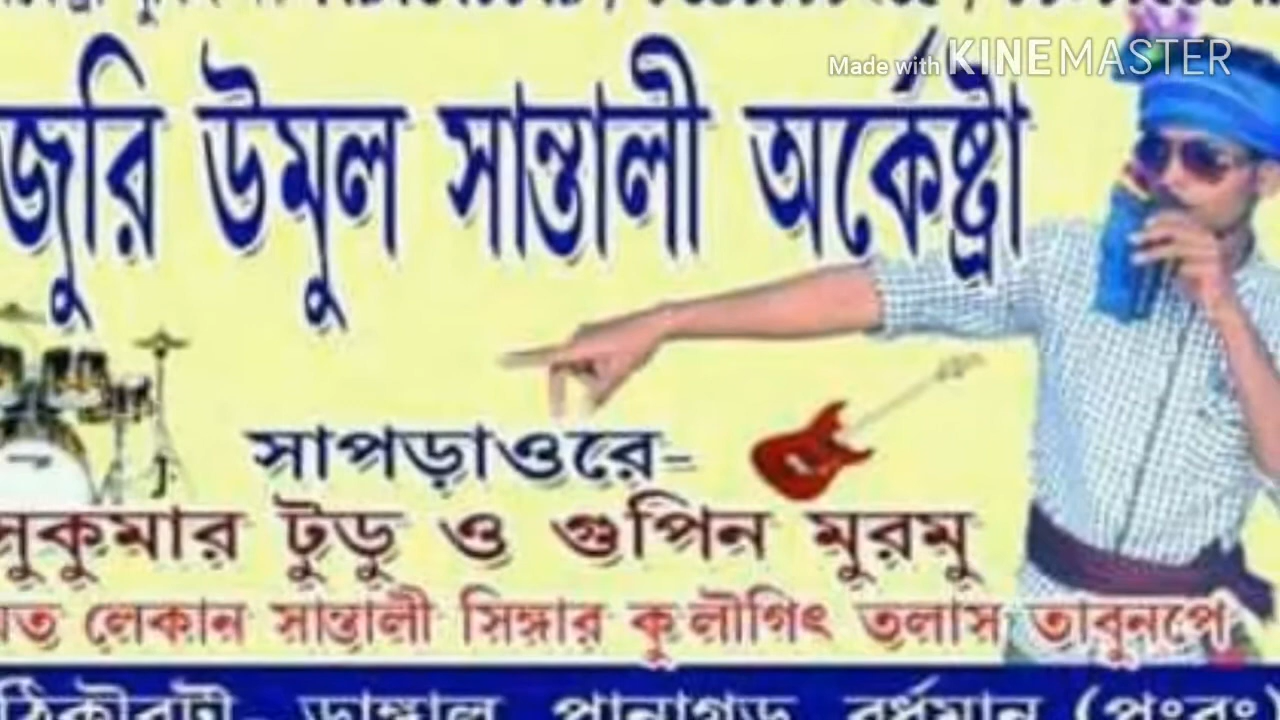 Made with KINEMASTER
জুরি উমুল সান্তালী অর্কেষ্ট্রা
সাপড়াওরে-
সুকুমার টুডু ও গুপিন মুরমু
লেকান সান্তালী সিঙ্গার কু লীগিৎ তলাস তাবুনপে
ডাঙ্গাল পানাগড় বর্ধমান (প:ব:)